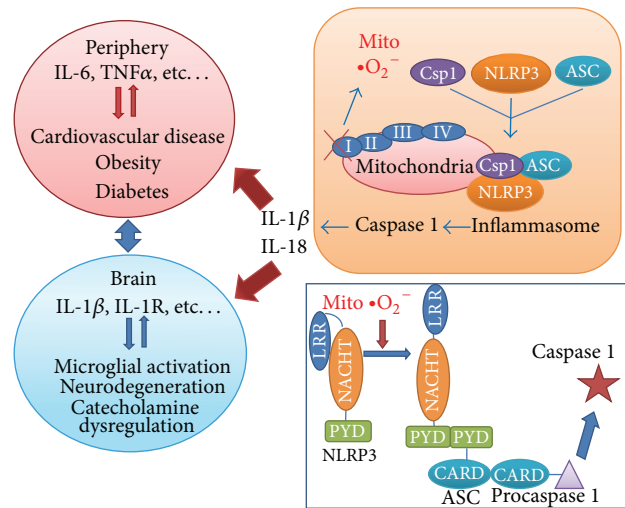 Periphery
IL-6, TNFα, etc...
Cardiovascular disease
Obesity
Diabetes
Brain
IL-1β, IL-1R, etc...
Microglial activation
Neurodegeneration
Catecholamine
dysregulation
IL-1β
IL-18
Mito
•O₂⁻
Csp1
NLRP3
ASC
I
II
III
IV
Mitochondria
Csp1
ASC
NLRP3
Caspase 1
Inflammasome
Mito •O₂⁻
LRR
NACHT
PYD
NLRP3
LRR
NACHT
PYD
PYD
CARD
CARD
ASC
Procaspase 1
Caspase 1